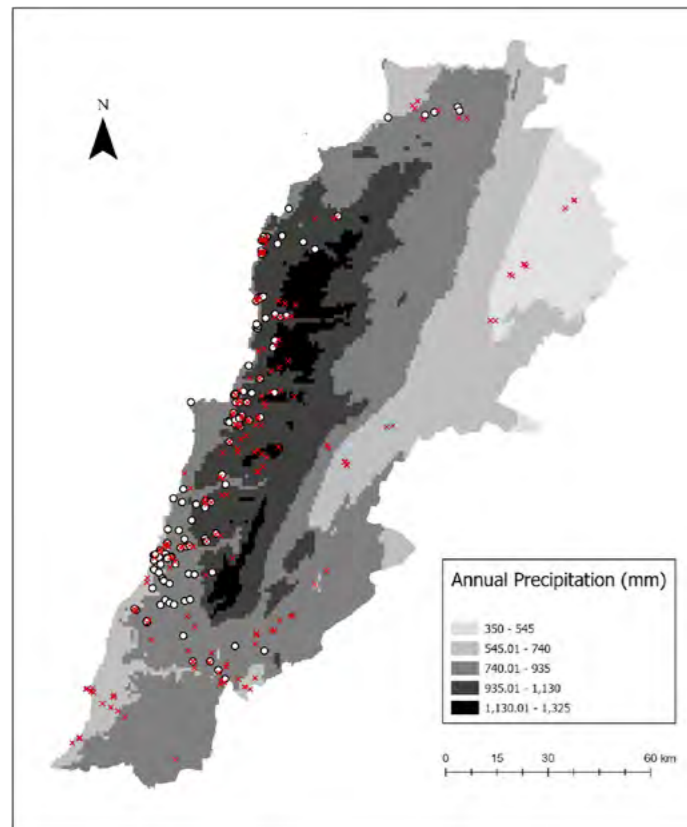 N
Annual Precipitation (mm)
350 - 545
545.01 - 740
740.01 - 935
935.01 - 1,130
1,130.01 - 1,325
0 15 30 60 km